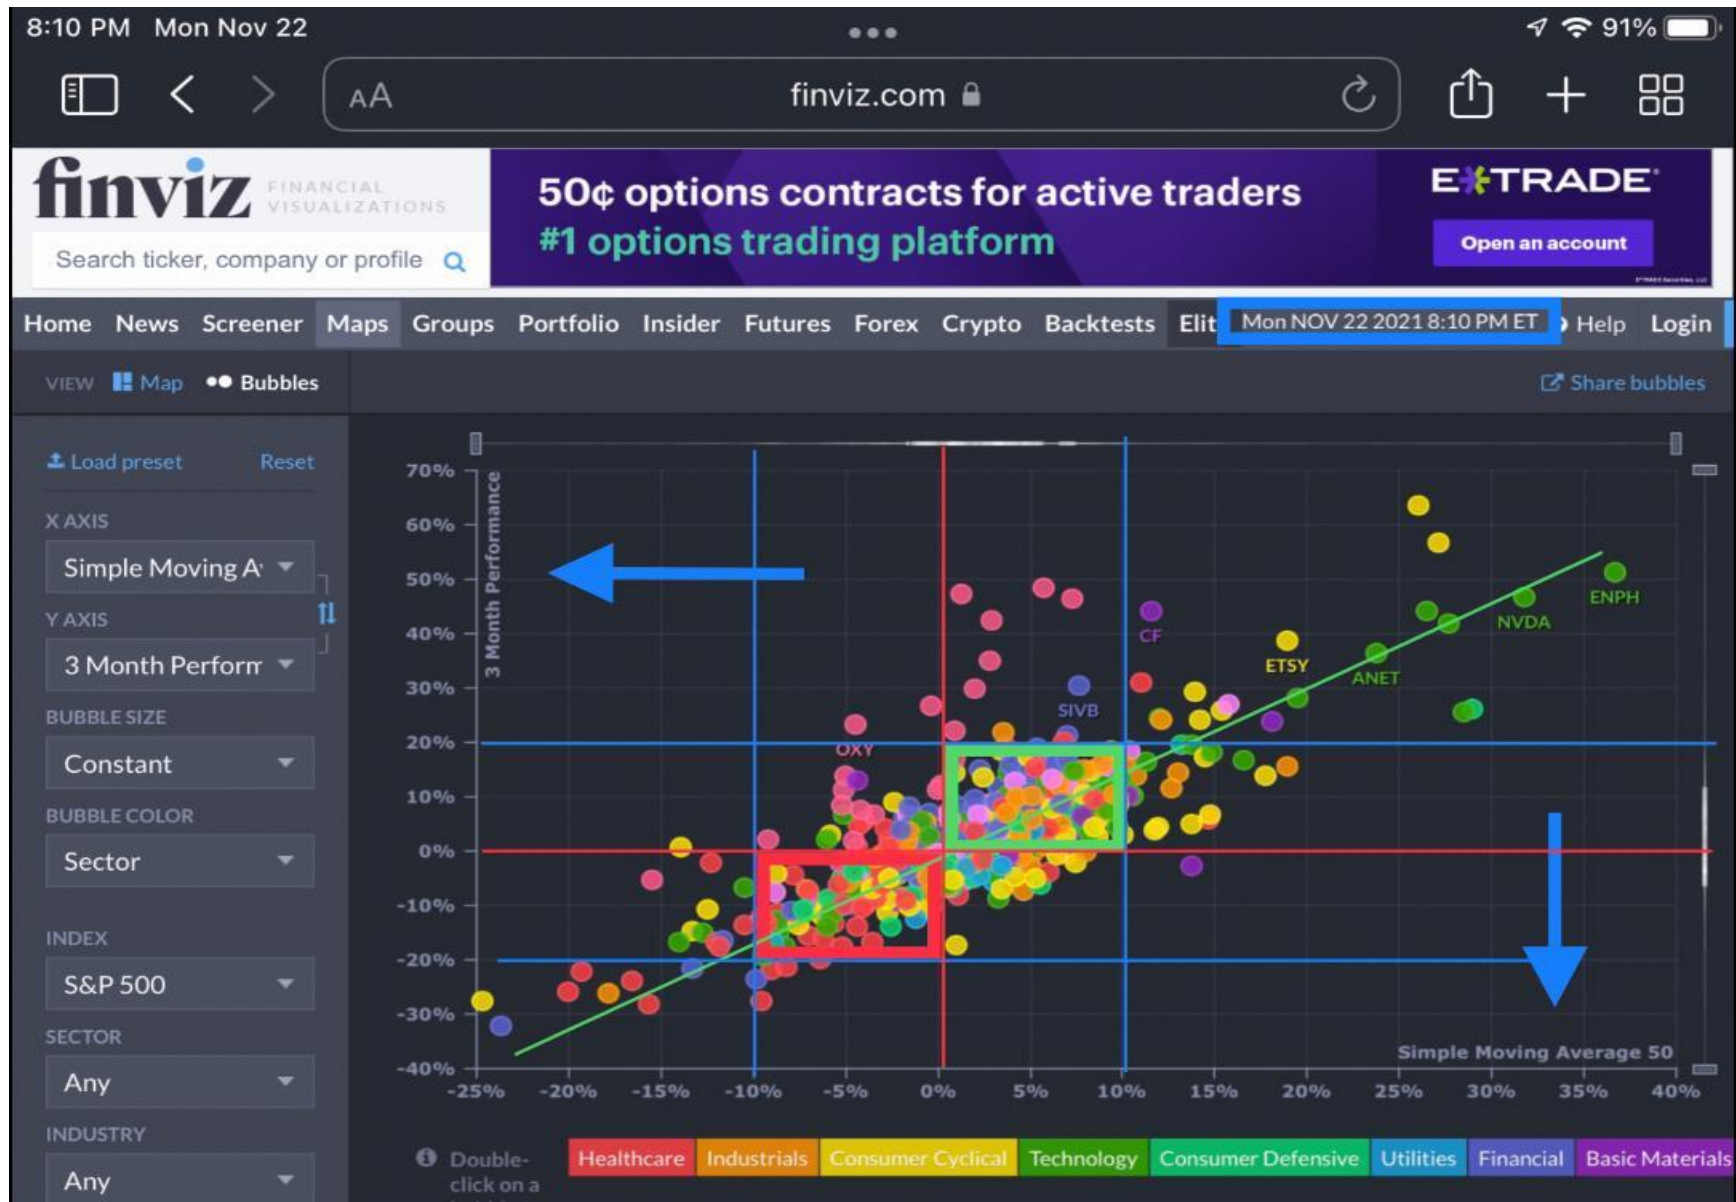 8:10 PM Mon Nov 22
91%
AA
finviz.com
finviz
FINANCIAL
VISUALIZATIONS
Search ticker, company or profile
50¢ options contracts for active traders
#1 options trading platform
E*TRADE
Open an account
Home News Screener Maps Groups Portfolio Insider Futures Forex Crypto Backtests Elit Mon NOV 22 2021 8:10 PM ET Help Login
VIEW Map Bubbles
Share bubbles
Load preset Reset
X AXIS
Simple Moving A
Y AXIS
3 Month Perform
BUBBLE SIZE
Constant
BUBBLE COLOR
Sector
INDEX
S&P 500
SECTOR
Any
INDUSTRY
Any
3 Month Performance
70%
60%
50%
40%
30%
20%
10%
0%
-10%
-20%
-30%
-40%
ENPH
NVDA
CF
ETSY
ANET
SIVB
OXY
Simple Moving Average 50
-25% -20% -15% -10% -5% 0% 5% 10% 15% 20% 25% 30% 35% 40%
Double-
click on a
Healthcare Industrials Consumer Cyclical Technology Consumer Defensive Utilities Financial Basic Materials